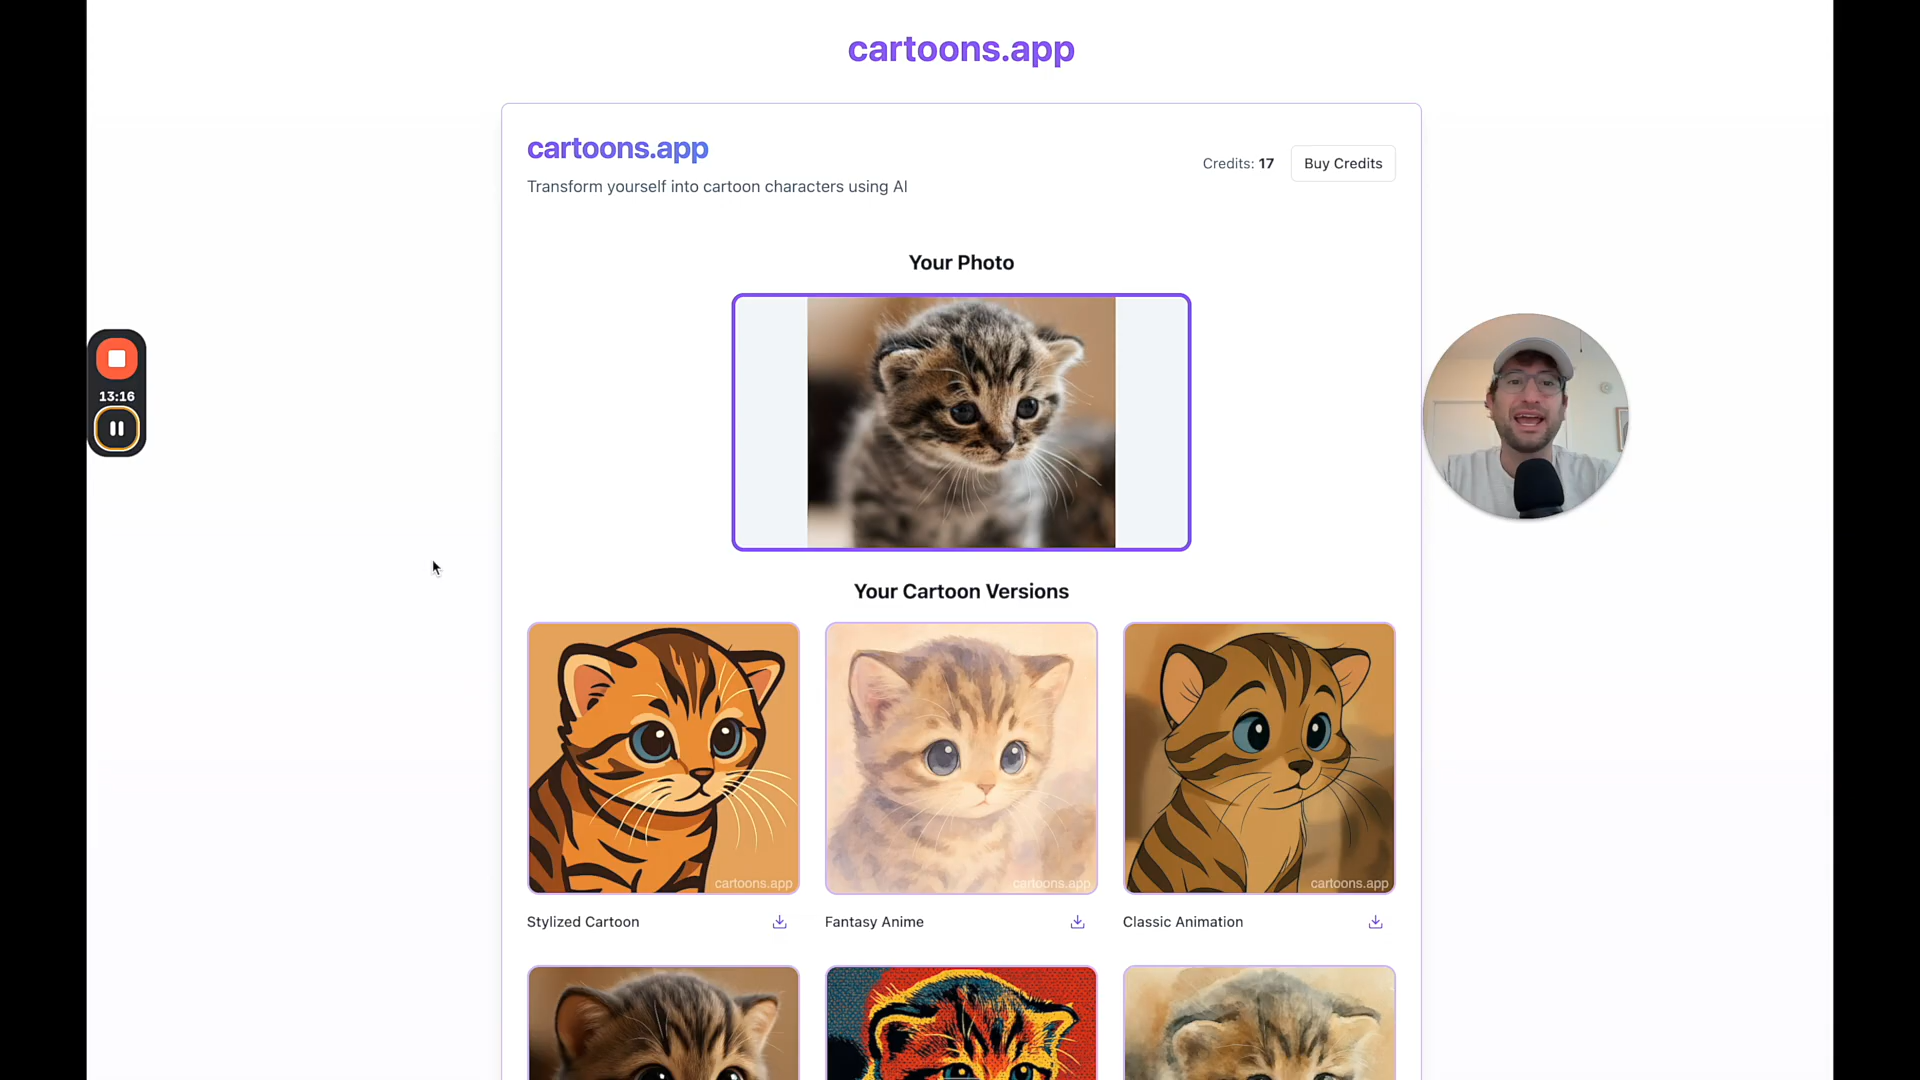 cartoons.app
cartoons.app
Transform yourself into cartoon characters using AI
Credits: 17
Buy Credits
Your Photo
13:16
Your Cartoon Versions
cartoons.app
cartoons.app
cartoons.app
Stylized Cartoon
Fantasy Anime
Classic Animation